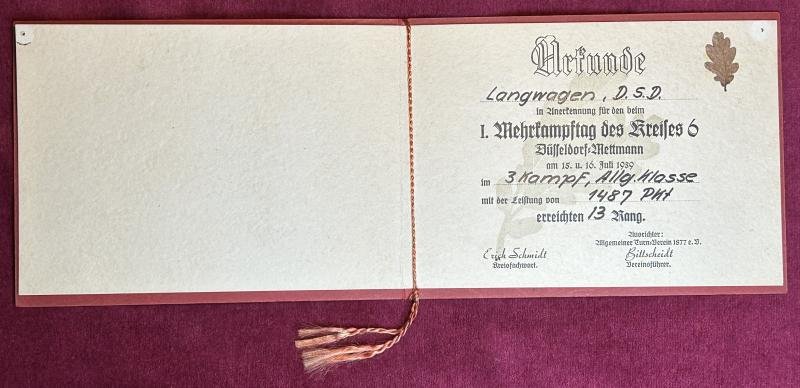 Urkunde
Langwagen, D.S.D.
in Anerkennung für den beim
I. Mehrkampftag des Kreises 6
Düsseldorf-Mettmann
am 15. u. 16. Juli 1939
im 3 Kampf, Allg. Klasse
mit der Leistung von 1487 Pkt
erreichten 13 Rang.
Ausrichter:
Allgemeiner Turn-Verein 1877 e. V.
Erich Schmidt
Kreisfachwart.
Bittscheidt
Vereinsführer.